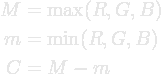 M = max(R, G, B)
m = min(R, G, B)
C = M − m